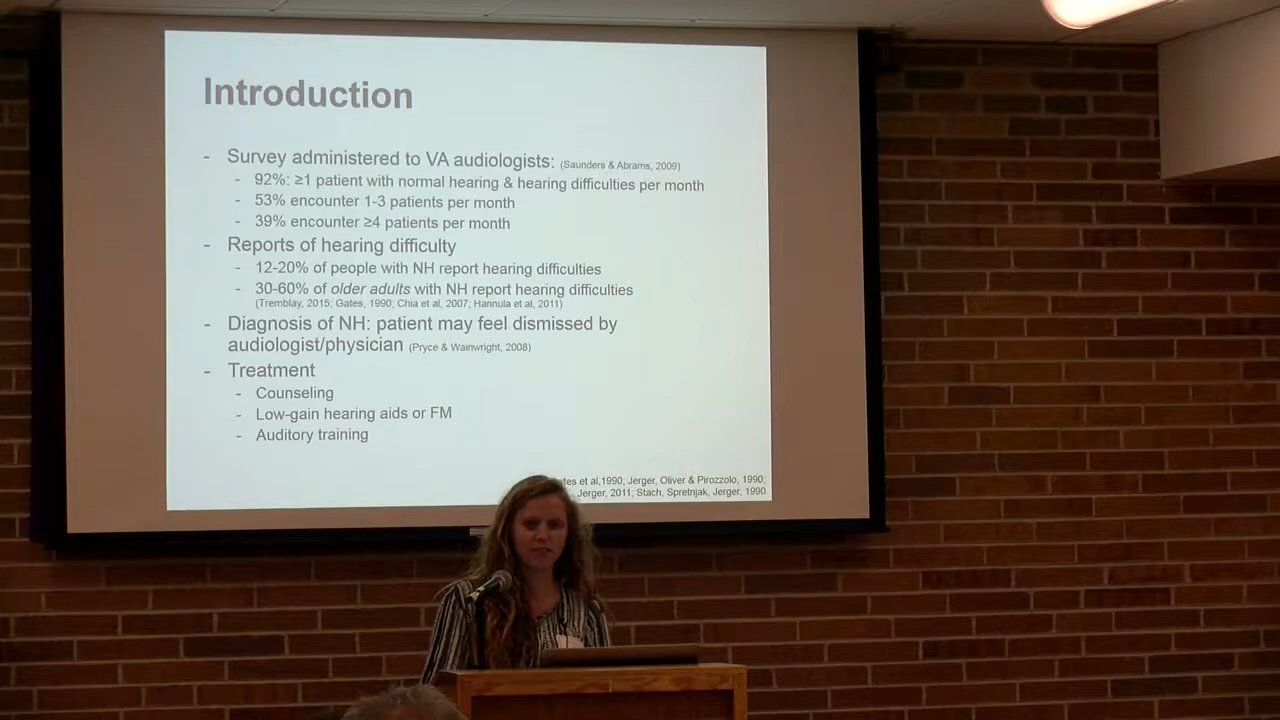 Introduction
- Survey administered to VA audiologists: (Saunders & Abrams, 2009)
- 92%: ≥1 patient with normal hearing & hearing difficulties per month
- 53% encounter 1-3 patients per month
- 39% encounter ≥4 patients per month
- Reports of hearing difficulty
- 12-20% of people with NH report hearing difficulties
- 30-60% of older adults with NH report hearing difficulties
(Tremblay, 2015; Gates, 1990; Chia et al, 2007; Hannula et al, 2011)
- Diagnosis of NH: patient may feel dismissed by
audiologist/physician (Pryce & Wainwright, 2008)
- Treatment
- Counseling
- Low-gain hearing aids or FM
- Auditory training
et al,1990; Jerger, Oliver & Pirozzolo, 1990;
Jerger, 2011; Stach, Spretnjak, Jerger, 1990